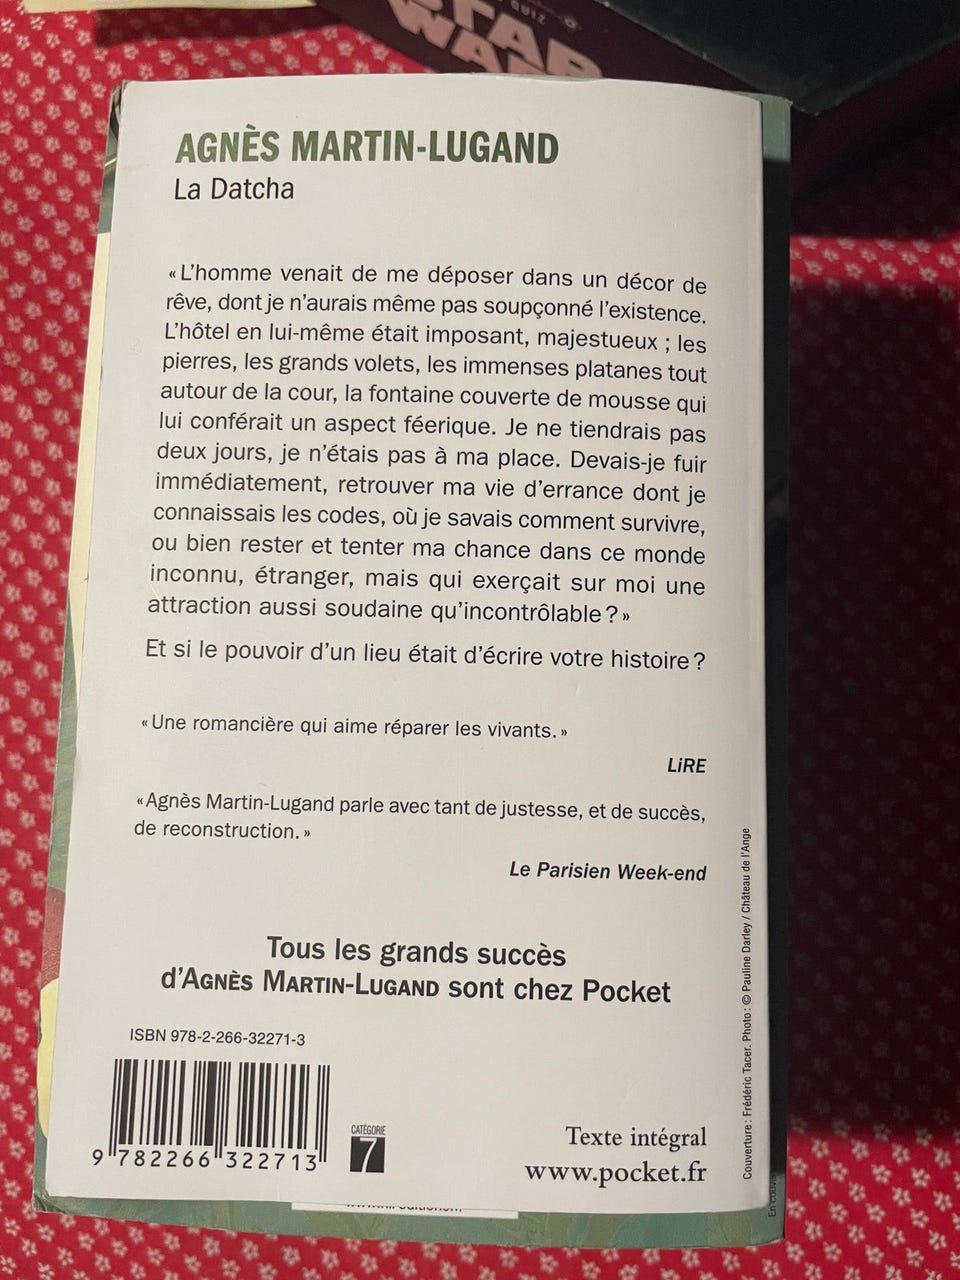 QUIZ
STAR
WARS
AGNÈS MARTIN-LUGAND
La Datcha
« L’homme venait de me déposer dans un décor de
rêve, dont je n’aurais même pas soupçonné l’existence.
L’hôtel en lui-même était imposant, majestueux ; les
pierres, les grands volets, les immenses platanes tout
autour de la cour, la fontaine couverte de mousse qui
lui conférait un aspect féerique. Je ne tiendrais pas
deux jours, je n’étais pas à ma place. Devais-je fuir
immédiatement, retrouver ma vie d’errance dont je
connaissais les codes, où je savais comment survivre,
ou bien rester et tenter ma chance dans ce monde
inconnu, étranger, mais qui exerçait sur moi une
attraction aussi soudaine qu’incontrôlable ? »
Et si le pouvoir d’un lieu était d’écrire votre histoire ?
« Une romancière qui aime réparer les vivants. »
LiRE
« Agnès Martin-Lugand parle avec tant de justesse, et de succès,
de reconstruction. »
Le Parisien Week-end
Tous les grands succès
d’AGNÈS MARTIN-LUGAND sont chez Pocket
ISBN 978-2-266-32271-3
9 782266 322713
CATÉGORIE
7
Texte intégral
www.pocket.fr
Couverture : Frédéric Tacer. Photo : © Pauline Darley / Château de l’Ange